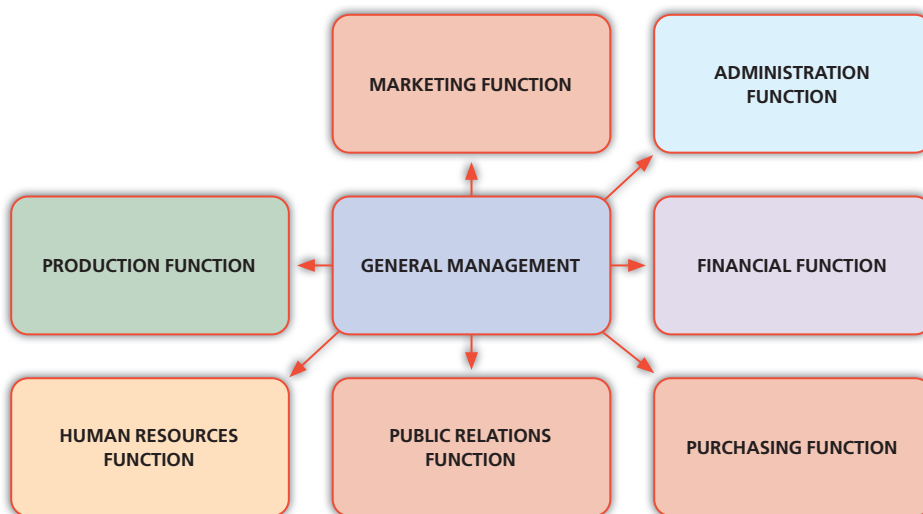 MARKETING FUNCTION
ADMINISTRATION
FUNCTION
PRODUCTION FUNCTION
GENERAL MANAGEMENT
FINANCIAL FUNCTION
HUMAN RESOURCES
FUNCTION
PUBLIC RELATIONS
FUNCTION
PURCHASING FUNCTION